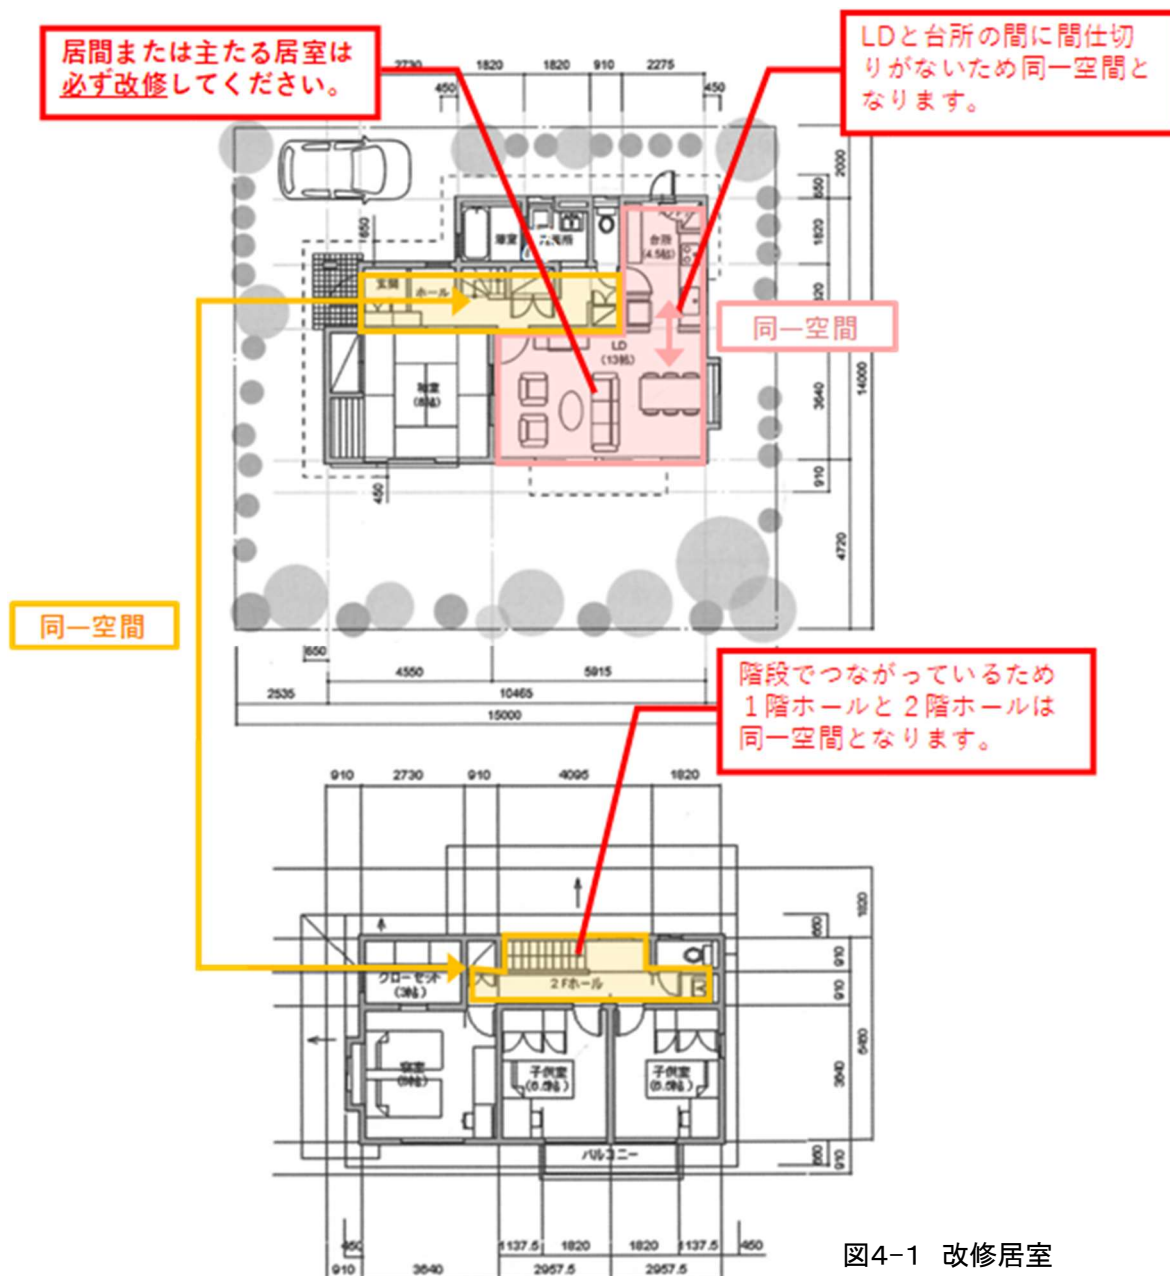 居間または主たる居室は
必ず改修してください。
LDと台所の間に間仕切
りがないため同一空間と
なります。
2730
1820
1820
910
2275
450
450
2000
650
1820
650
浴室
台所
(4.5帖)
玄関
ホール
同一空間
LD
(13帖)
和室
(8帖)
3640
14000
910
450
4720
同一空間
650
4550
5915
2535
10465
15000
階段でつながっているため
1階ホールと2階ホールは
同一空間となります。
910
2730
910
4095
1820
1820
910
クローゼット
(3帖)
2Fホール
910
6480
寝室
(8帖)
子供室
(6.5帖)
子供室
(6.5帖)
3640
バルコニー
910
1137.5
1820
1820
1137.5
450
910
3640
2957.5
2957.5
図4-1 改修居室